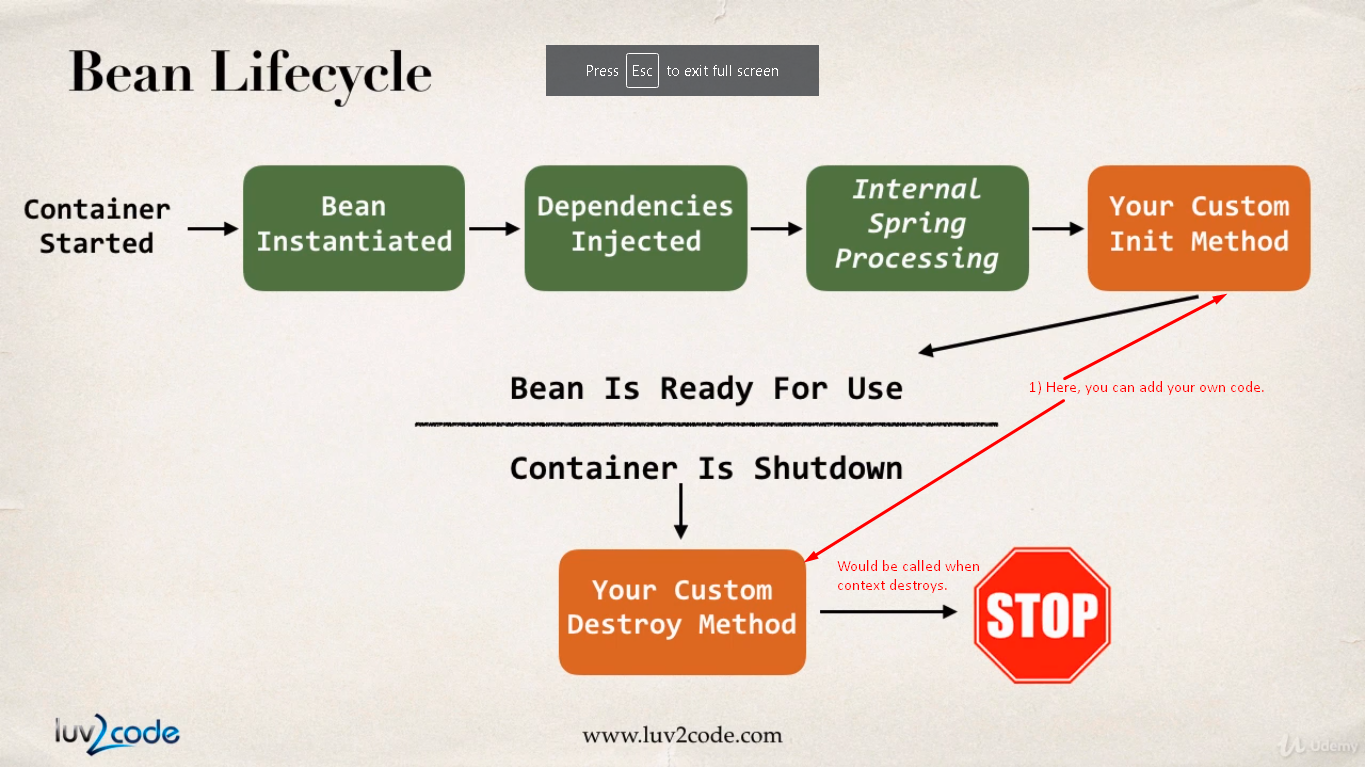 Bean Lifecycle
Press Esc to exit full screen
Container
Started
Bean
Instantiated
Dependencies
Injected
Internal
Spring
Processing
Your Custom
Init Method
Bean Is Ready For Use
1) Here, you can add your own code.
Container Is Shutdown
Your Custom
Destroy Method
Would be called when
context destroys.
STOP
luv2code
www.luv2code.com
Udemy